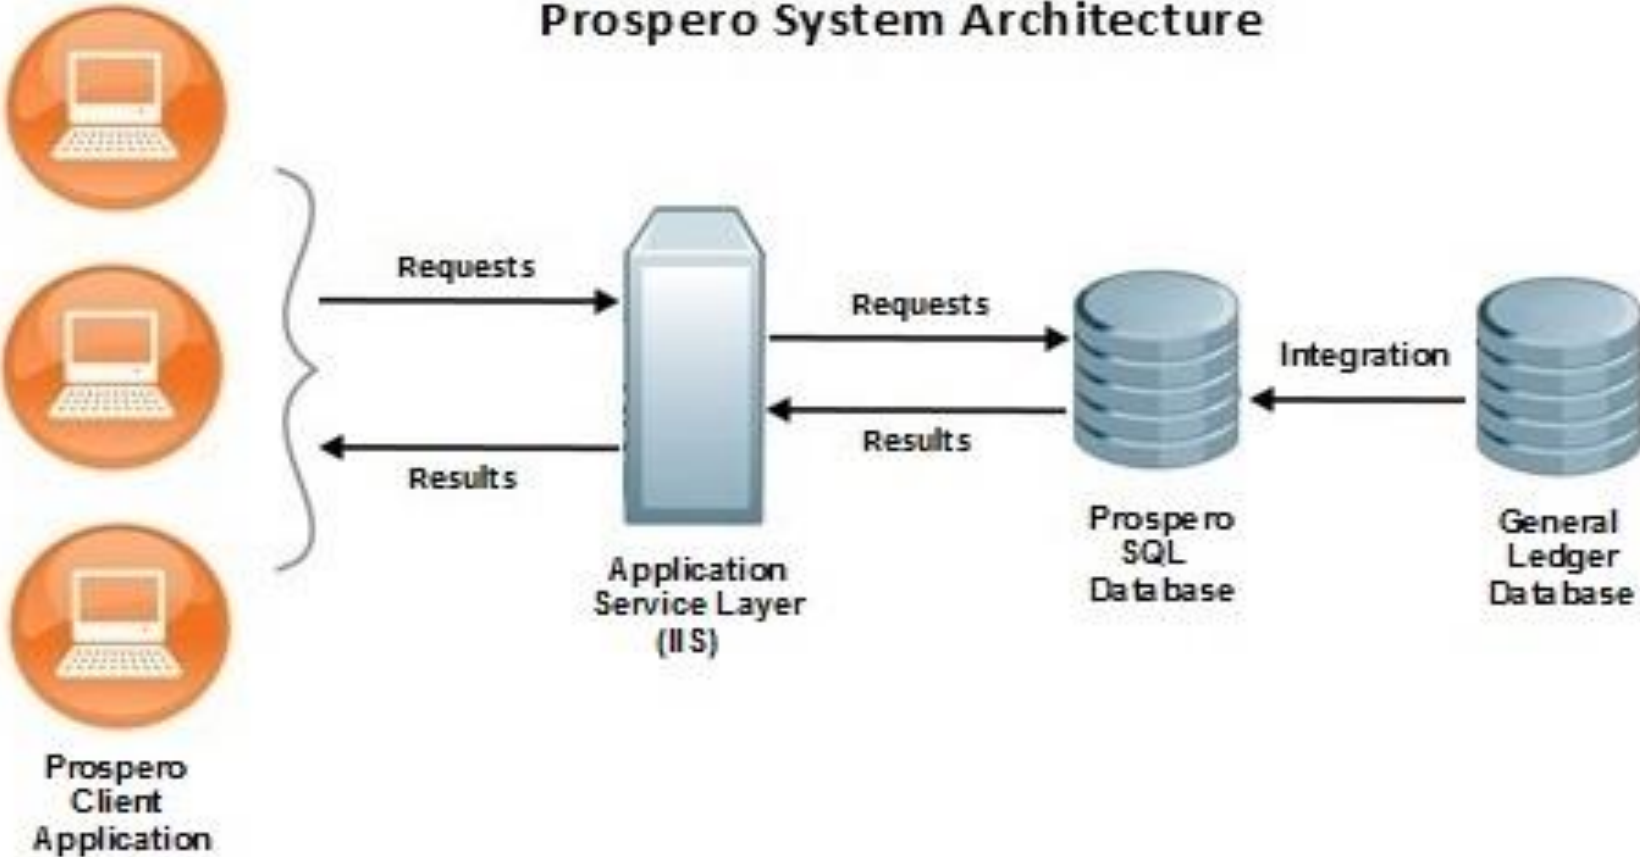 Prospero System Architecture
Requests
Results
Requests
Results
Integration
Prospero
Client
Application
Application
Service Layer
(IIS)
Prospero
SQL
Database
General
Ledger
Database